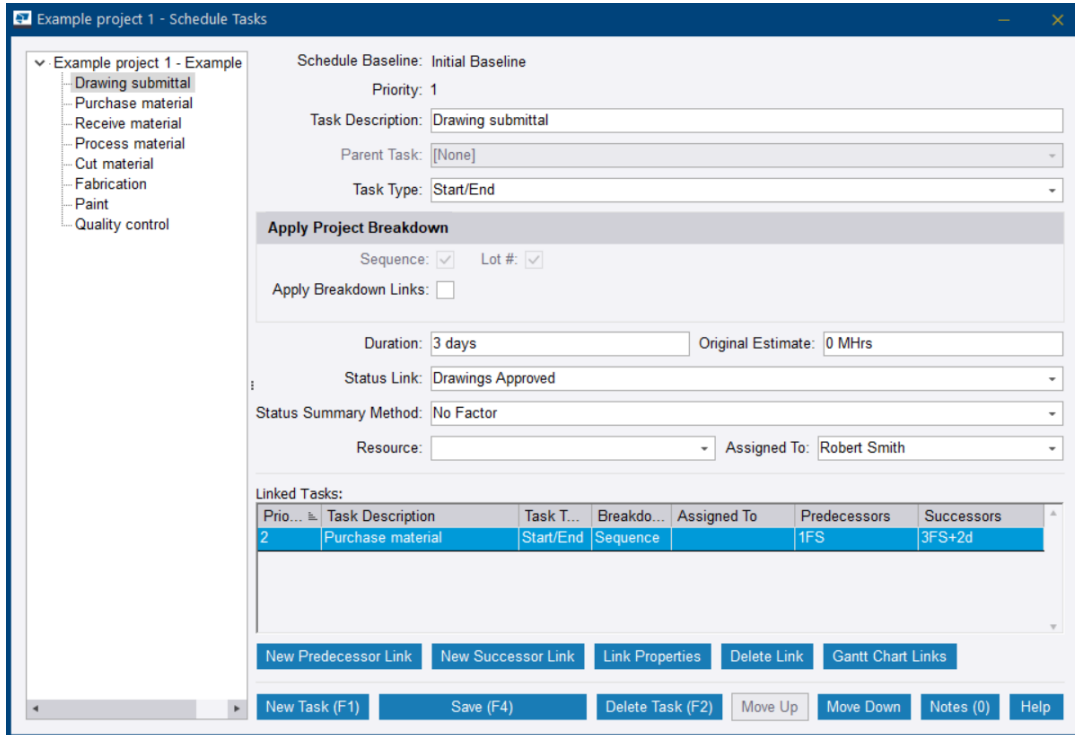 Example project 1 - Schedule Tasks
Example project 1 - Example
Drawing submittal
Purchase material
Receive material
Process material
Cut material
Fabrication
Paint
Quality control
Schedule Baseline: Initial Baseline
Priority: 1
Task Description: Drawing submittal
Parent Task: [None]
Task Type: Start/End
Apply Project Breakdown
Sequence: Lot #:
Apply Breakdown Links:
Duration: 3 days Original Estimate: 0 MHrs
Status Link: Drawings Approved
Status Summary Method: No Factor
Resource: Assigned To: Robert Smith
Linked Tasks:
Prio... Task Description Task T... Breakdo... Assigned To Predecessors Successors
2 Purchase material Start/End Sequence 1FS 3FS+2d
New Predecessor Link New Successor Link Link Properties Delete Link Gantt Chart Links
New Task (F1) Save (F4) Delete Task (F2) Move Up Move Down Notes (0) Help